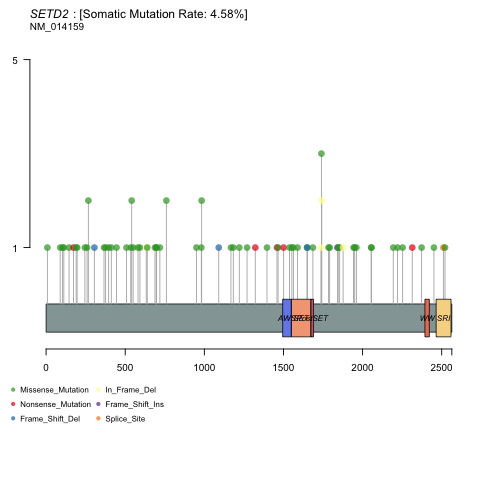 SETD2 : [Somatic Mutation Rate: 4.58%]
NM_014159
5
1
AWS
WW SRI
0 500 1000 1500 2000 2500
Missense_Mutation In_Frame_Del
Nonsense_Mutation Frame_Shift_Ins
Frame_Shift_Del Splice_Site